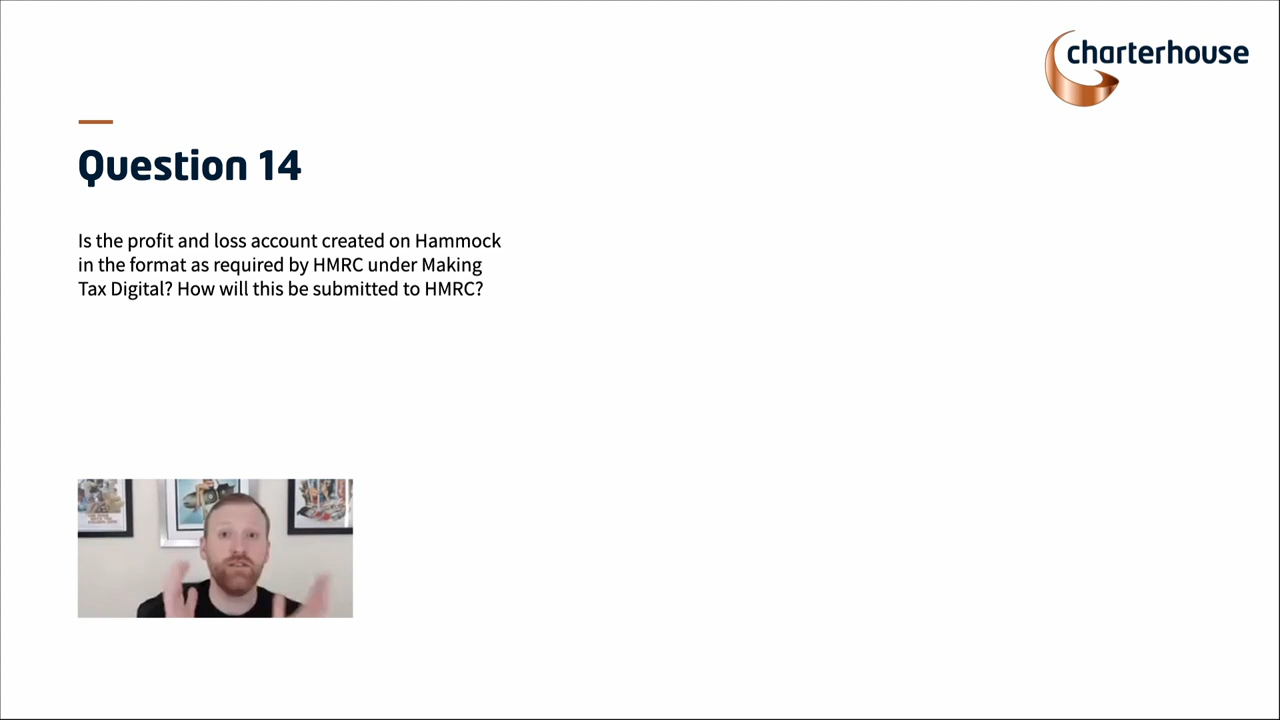 charterhouse
Question 14
Is the profit and loss account created on Hammock
in the format as required by HMRC under Making
Tax Digital? How will this be submitted to HMRC?